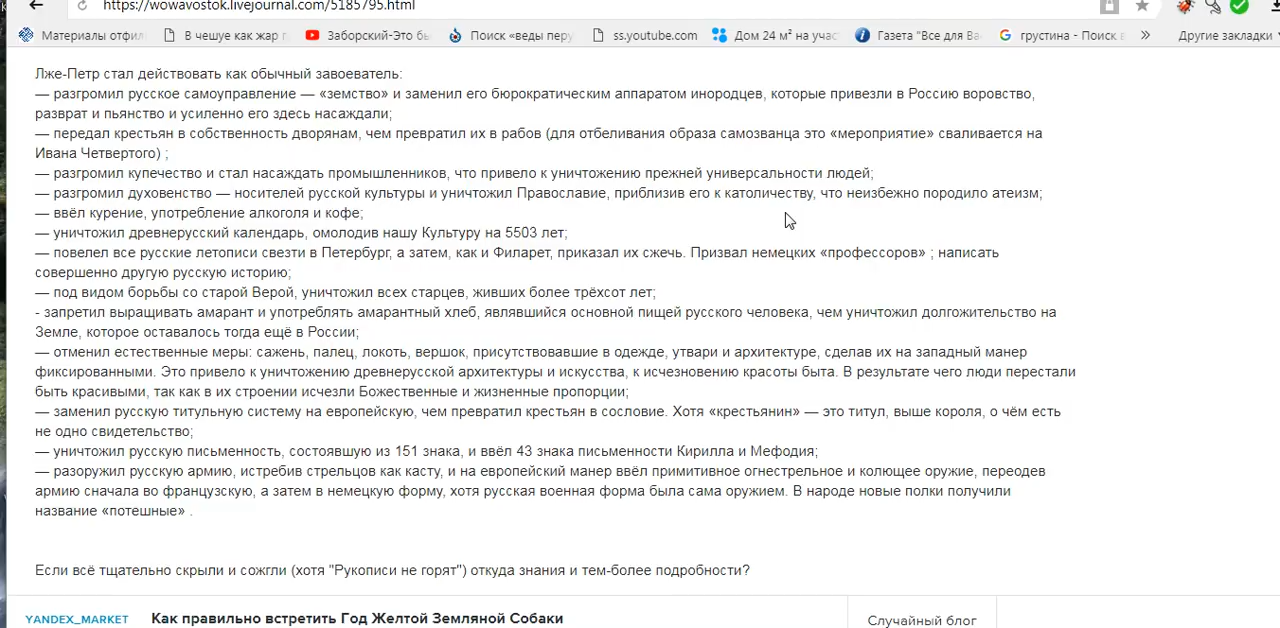 https://wowavostok.livejournal.com/5185795.html
Материалы отфил
В чешуе как жар г
Заборский-Это бы
Поиск «веды перу
ss.youtube.com
Дом 24 м² на учас
Газета "Все для Ва
грустина - Поиск в
Другие закладки
Лже-Петр стал действовать как обычный завоеватель:
— разгромил русское самоуправление — «земство» и заменил его бюрократическим аппаратом инородцев, которые привезли в Россию воровство,
разврат и пьянство и усиленно его здесь насаждали;
— передал крестьян в собственность дворянам, чем превратил их в рабов (для отбеливания образа самозванца это «мероприятие» сваливается на
Ивана Четвертого) ;
— разгромил купечество и стал насаждать промышленников, что привело к уничтожению прежней универсальности людей;
— разгромил духовенство — носителей русской культуры и уничтожил Православие, приблизив его к католичеству, что неизбежно породило атеизм;
— ввёл курение, употребление алкоголя и кофе;
— уничтожил древнерусский календарь, омолодив нашу Культуру на 5503 лет;
— повелел все русские летописи свезти в Петербург, а затем, как и Филарет, приказал их сжечь. Призвал немецких «профессоров» ; написать
совершенно другую русскую историю;
— под видом борьбы со старой Верой, уничтожил всех старцев, живших более трёхсот лет;
- запретил выращивать амарант и употреблять амарантный хлеб, являвшийся основной пищей русского человека, чем уничтожил долгожительство на
Земле, которое оставалось тогда ещё в России;
— отменил естественные меры: сажень, палец, локоть, вершок, присутствовавшие в одежде, утвари и архитектуре, сделав их на западный манер
фиксированными. Это привело к уничтожению древнерусской архитектуры и искусства, к исчезновению красоты быта. В результате чего люди перестали
быть красивыми, так как в их строении исчезли Божественные и жизненные пропорции;
— заменил русскую титульную систему на европейскую, чем превратил крестьян в сословие. Хотя «крестьянин» — это титул, выше короля, о чём есть
не одно свидетельство;
— уничтожил русскую письменность, состоявшую из 151 знака, и ввёл 43 знака письменности Кирилла и Мефодия;
— разоружил русскую армию, истребив стрельцов как касту, и на европейский манер ввёл примитивное огнестрельное и колющее оружие, переодев
армию сначала во французскую, а затем в немецкую форму, хотя русская военная форма была сама оружием. В народе новые полки получили
название «потешные» .
Если всё тщательно скрыли и сожгли (хотя "Рукописи не горят") откуда знания и тем-более подробности?
YANDEX_MARKET
Как правильно встретить Год Желтой Земляной Собаки
Случайный блог